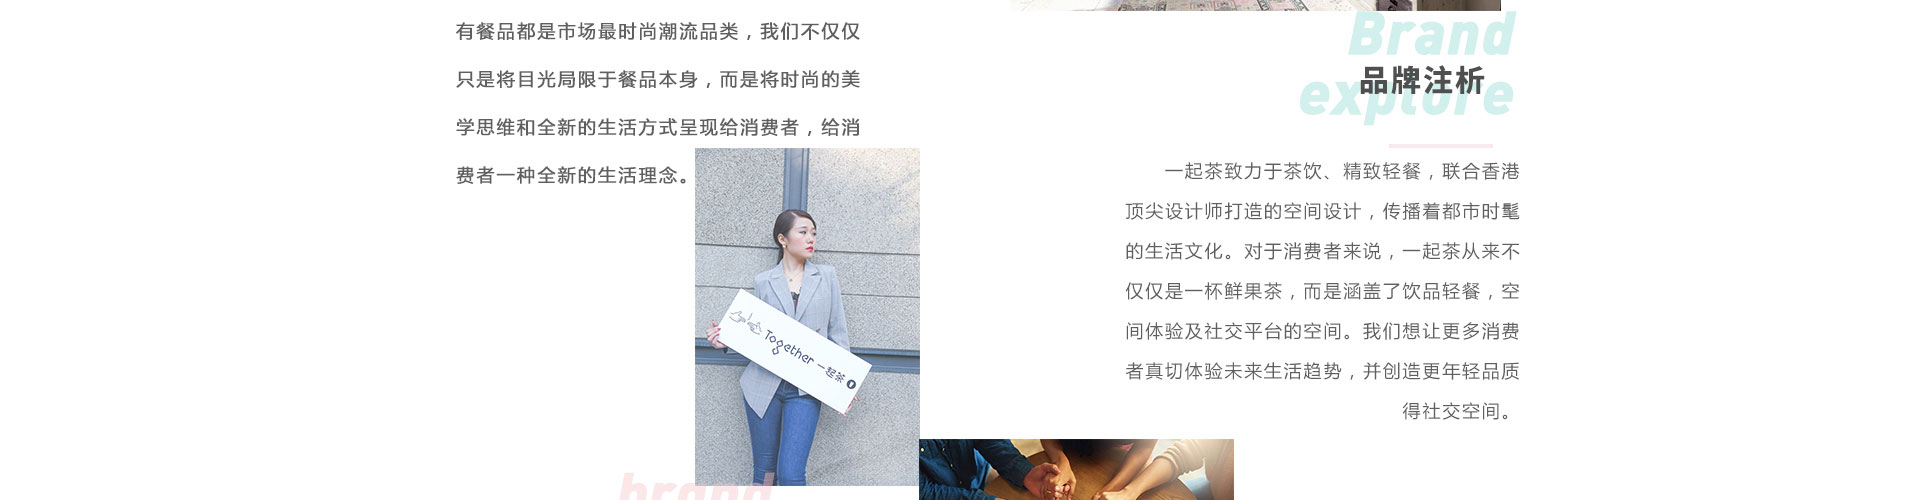 有餐品都是市场最时尚潮流品类，我们不仅仅
只是将目光局限于餐品本身，而是将时尚的美
学思维和全新的生活方式呈现给消费者，给消
费者一种全新的生活理念。
Together 一起茶
brand
Brand
explore
品牌注析
一起茶致力于茶饮、精致轻餐，联合香港
顶尖设计师打造的空间设计，传播着都市时髦
的生活文化。对于消费者来说，一起茶从来不
仅仅是一杯鲜果茶，而是涵盖了饮品轻餐，空
间体验及社交平台的空间。我们想让更多消费
者真切体验未来生活趋势，并创造更年轻品质
得社交空间。